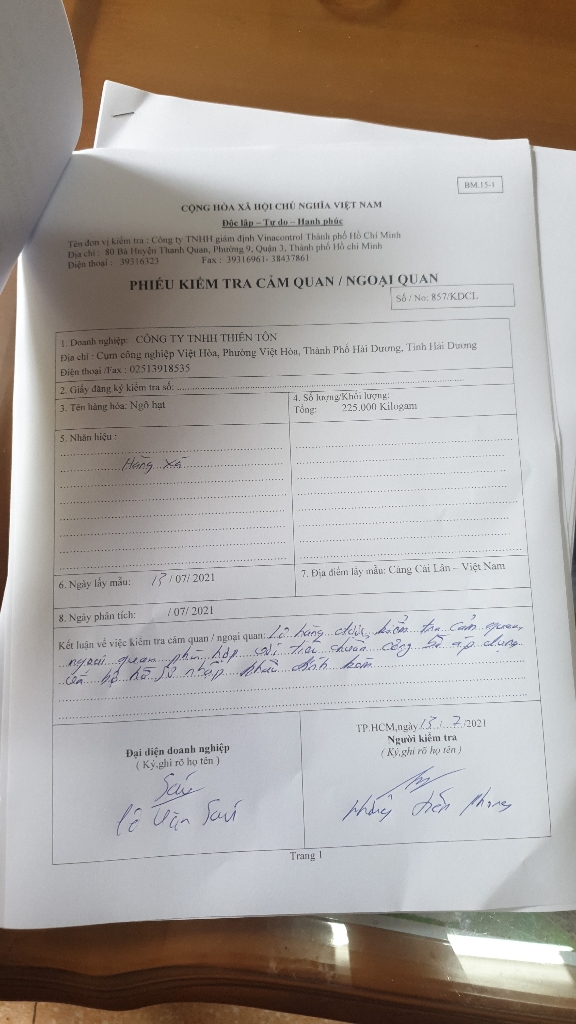 BM.15-1
CỘNG HÒA XÃ HỘI CHỦ NGHĨA VIỆT NAM
Độc lập – Tự do – Hạnh phúc
Tên đơn vị kiểm tra : Công ty TNHH giám định Vinacontrol Thành phố Hồ Chí Minh
Địa chỉ : 80 Bà Huyện Thanh Quan, Phường 9, Quận 3, Thành phố Hồ chí Minh
Điện thoại : 39316323 Fax : 39316961- 38437861
PHIẾU KIỂM TRA CẢM QUAN / NGOẠI QUAN
Số / No: 857/KDCL
1. Doanh nghiệp: CÔNG TY TNHH THIÊN TÔN
Địa chỉ : Cụm công nghiệp Việt Hòa, Phường Việt Hòa, Thành Phố Hải Dương, Tỉnh Hải Dương
Điện thoại /Fax : 02513918535
2. Giấy đăng ký kiểm tra số:
3. Tên hàng hóa: Ngô hạt
4. Số lượng/Khối lượng:
Tổng: 225.000 Kilogam
5. Nhãn hiệu :
Hàng xá
6. Ngày lấy mẫu: 13 / 07/ 2021
7. Địa điểm lấy mẫu: Cảng Cái Lân – Việt Nam
8. Ngày phân tích: / 07/ 2021
Kết luận về việc kiểm tra cảm quan / ngoại quan: Lô hàng được kiểm tra cảm quan,
ngoại quan phù hợp với tiêu chuẩn công bố áp dụng
và bộ hồ sơ nhập khẩu đính kèm
TP.HCM,ngày 13 / 7 /2021
Đại diện doanh nghiệp
( Ký,ghi rõ họ tên )
Người kiểm tra
( Ký,ghi rõ họ tên )
Lê Văn
Trang 1